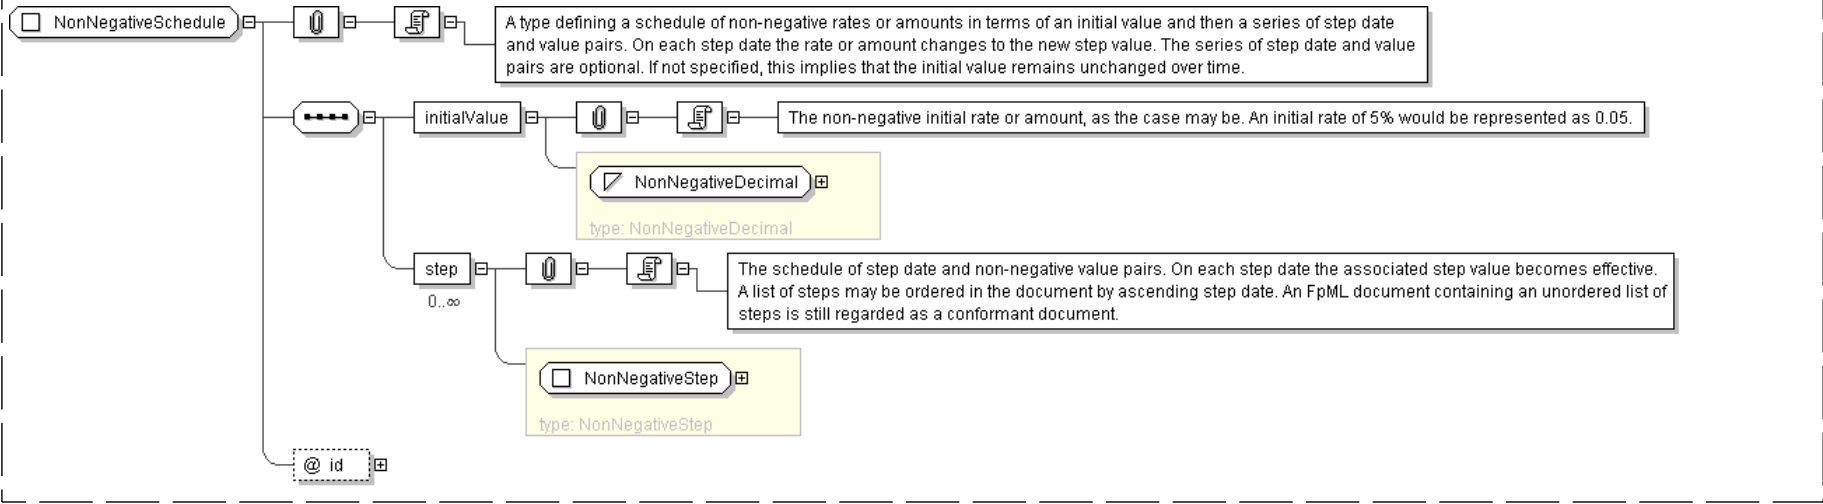 NonNegativeSchedule
A type defining a schedule of non-negative rates or amounts in terms of an initial value and then a series of step date
and value pairs. On each step date the rate or amount changes to the new step value. The series of step date and value
pairs are optional. If not specified, this implies that the initial value remains unchanged over time.
initialValue
The non-negative initial rate or amount, as the case may be. An initial rate of 5% would be represented as 0.05.
NonNegativeDecimal
type: NonNegativeDecimal
step
0..∞
The schedule of step date and non-negative value pairs. On each step date the associated step value becomes effective.
A list of steps may be ordered in the document by ascending step date. An FpML document containing an unordered list of
steps is still regarded as a conformant document.
NonNegativeStep
type: NonNegativeStep
@ id